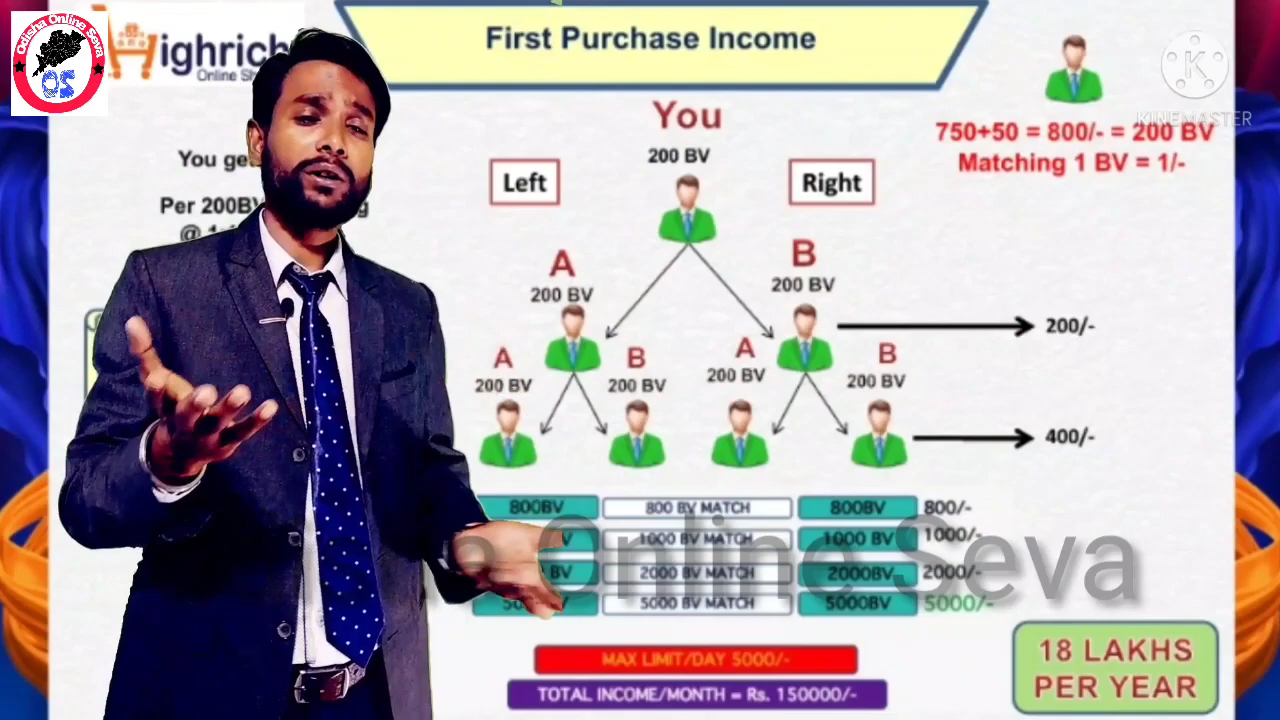 Odisha Online Seva
OS
ighrich
Online Sh
First Purchase Income
KINEMASTER
You
200 BV
750+50 = 800/- = 200 BV
Matching 1 BV = 1/-
You ge
Per 200BV
@
Left
Right
A
200 BV
B
200 BV
200/-
A
200 BV
B
200 BV
A
200 BV
B
200 BV
400/-
800BV 800 BV MATCH 800BV 800/-
1000 BV MATCH 1000 BV 1000/-
BV 2000 BV MATCH 2000BV 2000/-
5000 BV MATCH 5000BV 5000/-
a Online Seva
MAX LIMIT/DAY 5000/-
TOTAL INCOME/MONTH = Rs. 150000/-
18 LAKHS
PER YEAR